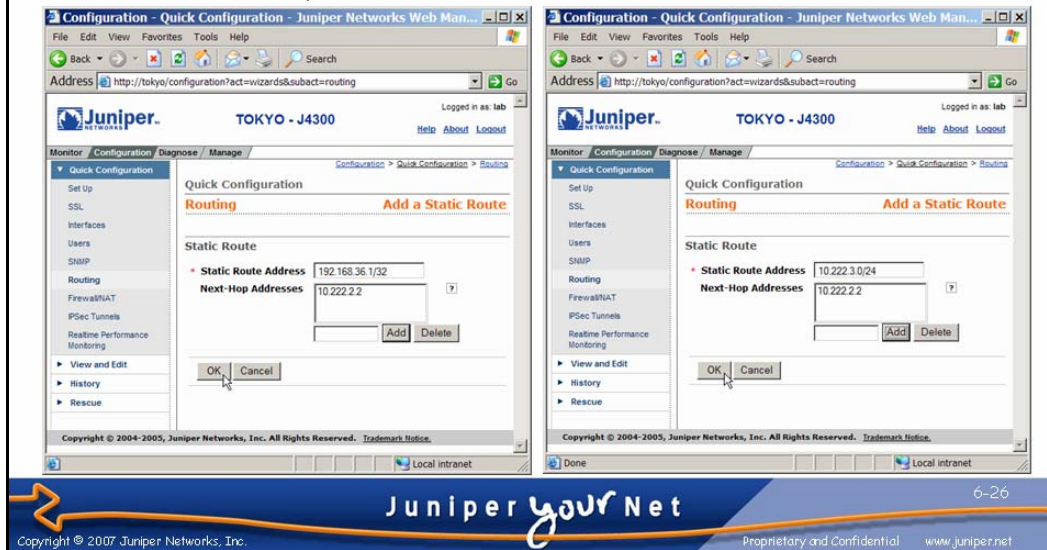 Configuration - Quick Configuration - Juniper Networks Web Man...
File Edit View Favorites Tools Help
Back Search
Address http://tokyo/configuration?act=wizards&subact=routing Go
Juniper NETWORKS
TOKYO - J4300
Logged in as: lab
Help About Logout
Monitor Configuration Diagnose Manage
Configuration > Quick Configuration > Routing
Quick Configuration
Set Up
SSL
Interfaces
Users
SNMP
Routing
Firewall/NAT
IPSec Tunnels
Realtime Performance
Monitoring
View and Edit
History
Rescue
Quick Configuration
Routing Add a Static Route
Static Route
* Static Route Address 192.168.36.1/32
Next-Hop Addresses 10.222.2.2 ?
Add Delete
OK Cancel
Copyright © 2004-2005, Juniper Networks, Inc. All Rights Reserved. Trademark Notice.
Local intranet
Configuration - Quick Configuration - Juniper Networks Web Man...
File Edit View Favorites Tools Help
Back Search
Address http://tokyo/configuration?act=wizards&subact=routing Go
Juniper NETWORKS
TOKYO - J4300
Logged in as: lab
Help About Logout
Monitor Configuration Diagnose Manage
Configuration > Quick Configuration > Routing
Quick Configuration
Set Up
SSL
Interfaces
Users
SNMP
Routing
Firewall/NAT
IPSec Tunnels
Realtime Performance
Monitoring
View and Edit
History
Rescue
Quick Configuration
Routing Add a Static Route
Static Route
* Static Route Address 10.222.3.0/24
Next-Hop Addresses 10.222.2.2 ?
Add Delete
OK Cancel
Copyright © 2004-2005, Juniper Networks, Inc. All Rights Reserved. Trademark Notice.
Done Local intranet
Juniper your Net
6-26
Copyright © 2007 Juniper Networks, Inc.
Proprietary and Confidential www.juniper.net